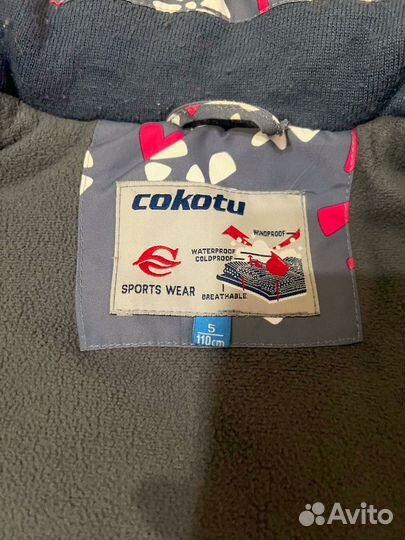 cokotu
WINDPROOF
WATERPROOF
COLDPROOF
SPORTS WEAR
BREATHABLE
5
110cm
Avito